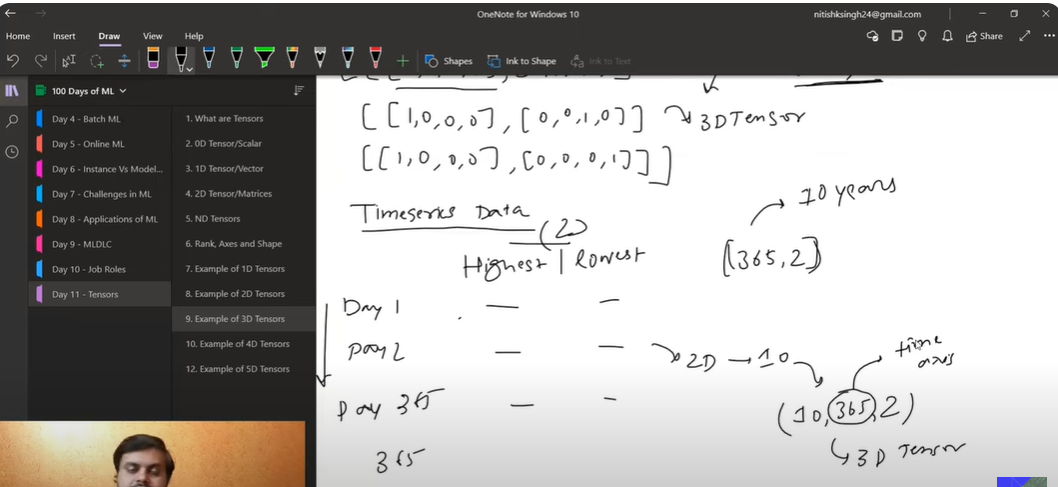 OneNote for Windows 10
nitishksingh24@gmail.com
Home Insert Draw View Help
Share
Shapes
Ink to Shape
Ink to Text
100 Days of ML
Day 4 - Batch ML
Day 5 - Online ML
Day 6 - Instance Vs Model...
Day 7 - Challenges in ML
Day 8 - Applications of ML
Day 9 - MLDLC
Day 10 - Job Roles
Day 11 - Tensors
1. What are Tensors
2. 0D Tensor/Scalar
3. 1D Tensor/Vector
4. 2D Tensor/Matrices
5. ND Tensors
6. Rank, Axes and Shape
7. Example of 1D Tensors
8. Example of 2D Tensors
9. Example of 3D Tensors
10. Example of 4D Tensors
12. Example of 5D Tensors
[[1,0,0,0], [0,0,1,0]]
3D Tensor
[[1,0,0,0], [0,0,0,1]]]
Timeseries Data
(2)
Highest | lowest
10 years
(365,2)
Day 1
Day 2
2D → 10
time axis
Day 365
(10,365,2)
365
3D Tensor